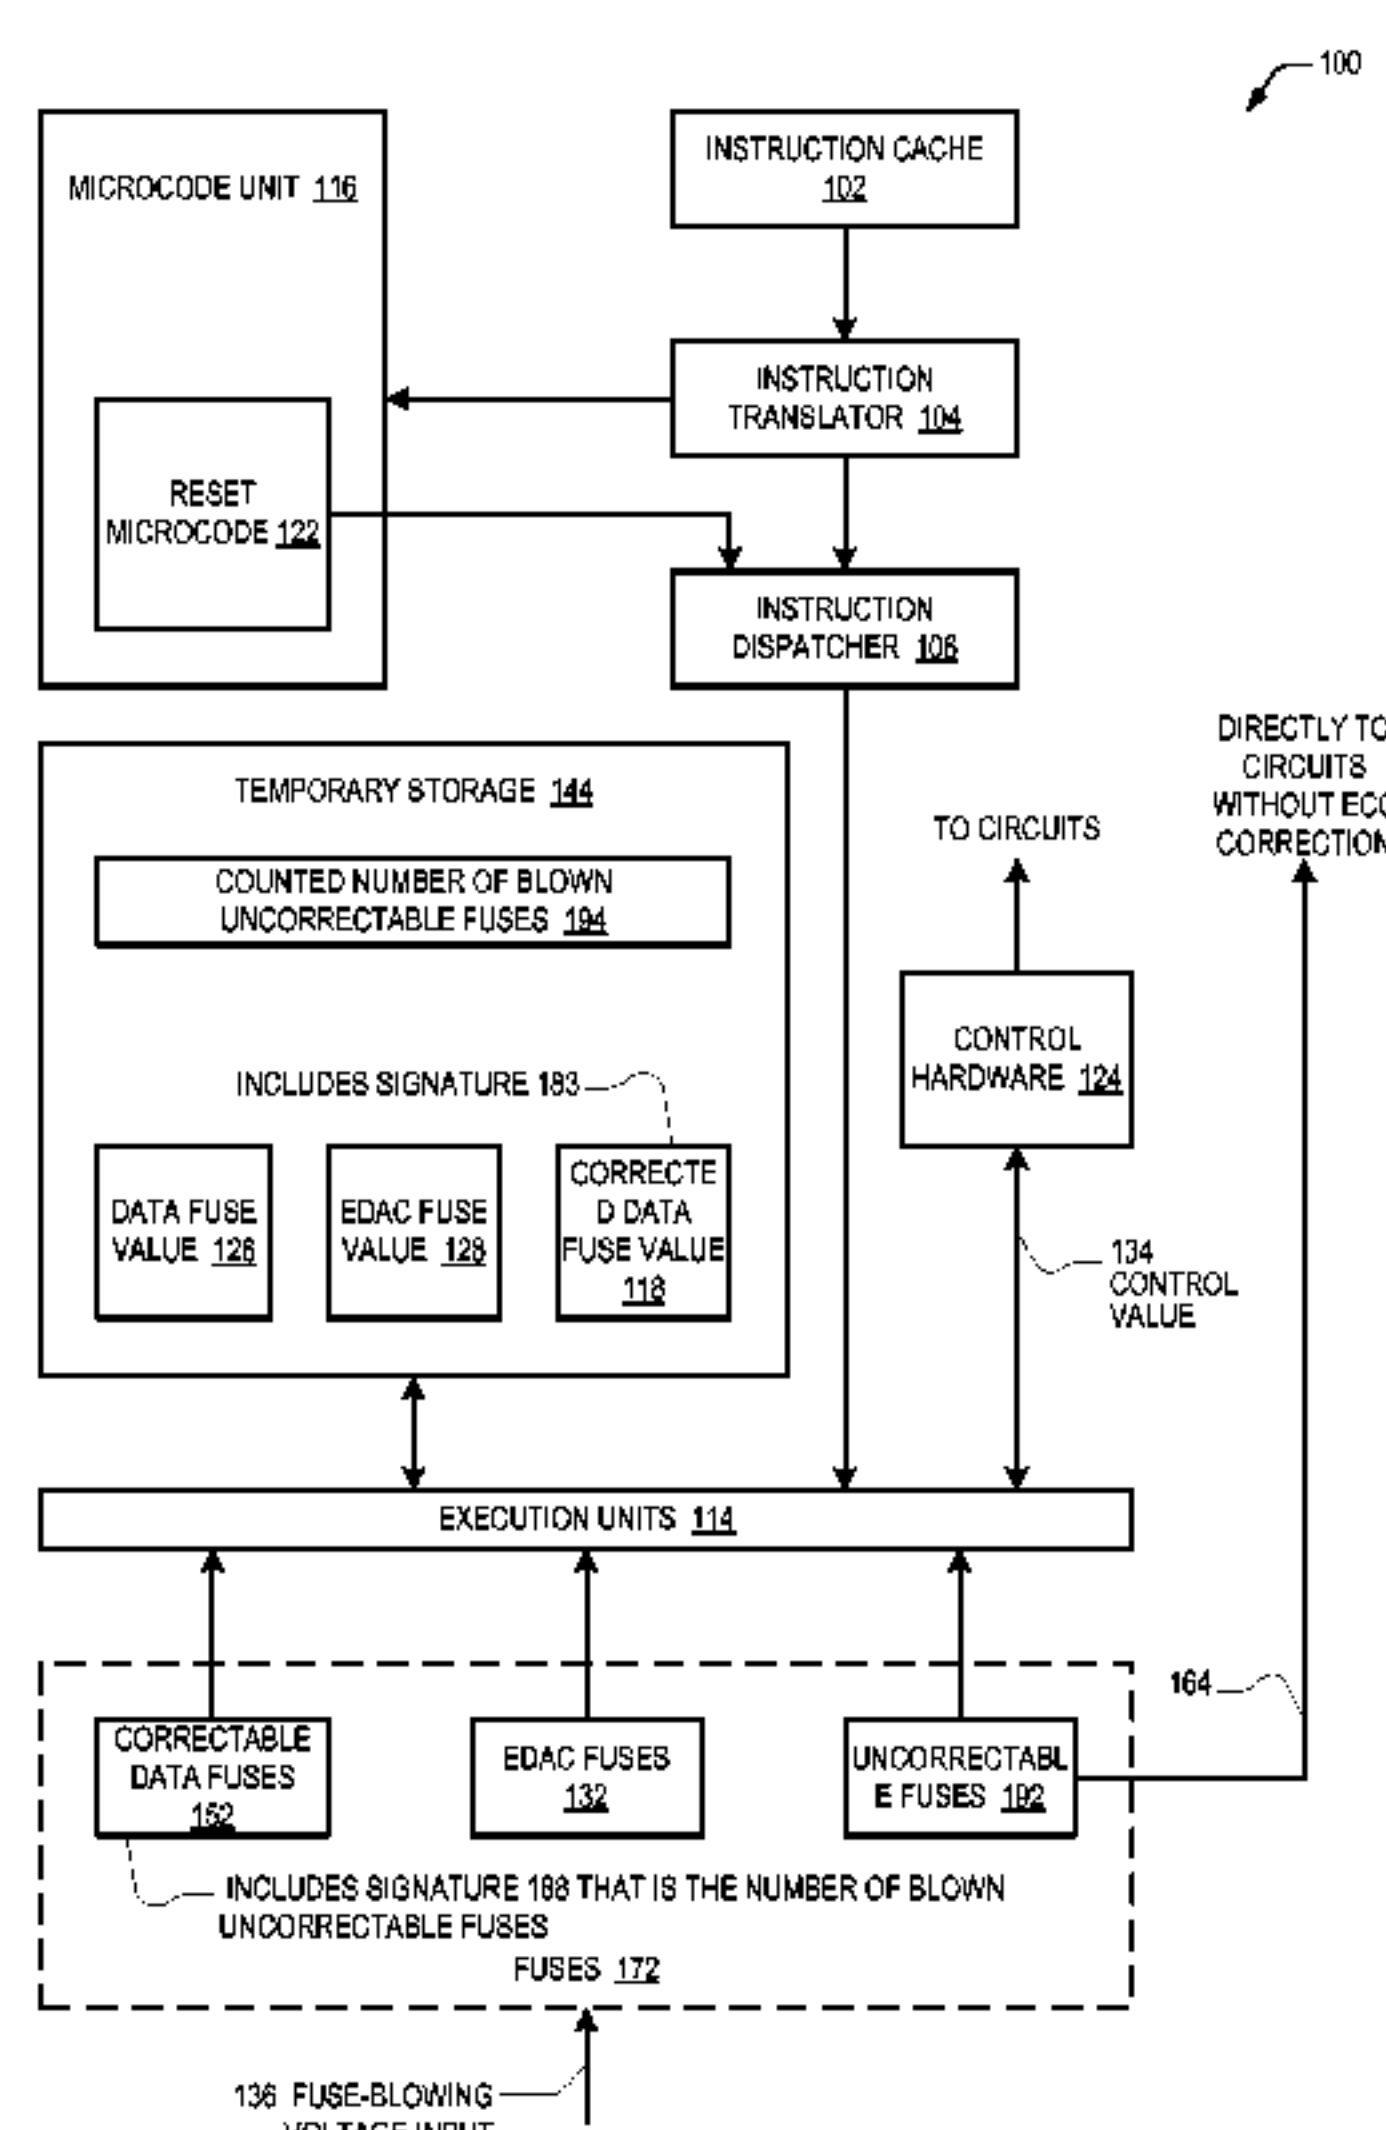 100
MICROCODE UNIT 116
INSTRUCTION CACHE
102
INSTRUCTION
TRANSLATOR 104
RESET
MICROCODE 122
INSTRUCTION
DISPATCHER 106
DIRECTLY TO
CIRCUITS
WITHOUT ECC
CORRECTION
TEMPORARY STORAGE 144
TO CIRCUITS
COUNTED NUMBER OF BLOWN
UNCORRECTABLE FUSES 194
CONTROL
HARDWARE 124
INCLUDES SIGNATURE 183
DATA FUSE
VALUE 126
EDAC FUSE
VALUE 128
CORRECTE
D DATA
FUSE VALUE
118
134
CONTROL
VALUE
EXECUTION UNITS 114
164
CORRECTABLE
DATA FUSES
152
EDAC FUSES
132
UNCORRECTABL
E FUSES 192
INCLUDES SIGNATURE 188 THAT IS THE NUMBER OF BLOWN
UNCORRECTABLE FUSES
FUSES 172
136 FUSE-BLOWING
VOLTAGE INPUT